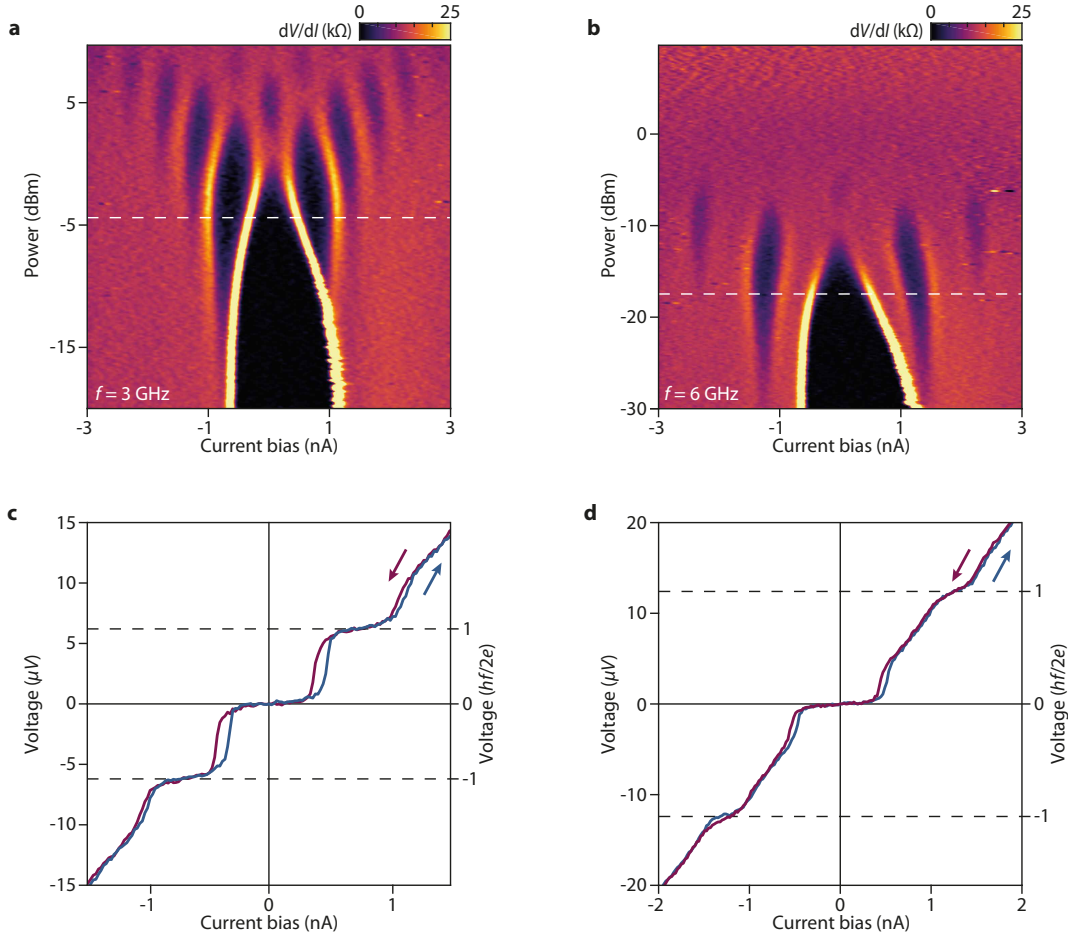 a
dV/dI (kΩ)
0 25
5
-5
-15
Power (dBm)
f = 3 GHz
-3 -1 1 3
Current bias (nA)
b
dV/dI (kΩ)
0 25
0
-10
-20
-30
Power (dBm)
f = 6 GHz
-3 -1 1 3
Current bias (nA)
c
15
10
5
0
-5
-10
-15
Voltage (µV)
1
0
-1
Voltage (hf/2e)
-1 0 1
Current bias (nA)
d
20
10
0
-10
-20
Voltage (µV)
1
0
-1
Voltage (hf/2e)
-2 -1 0 1 2
Current bias (nA)